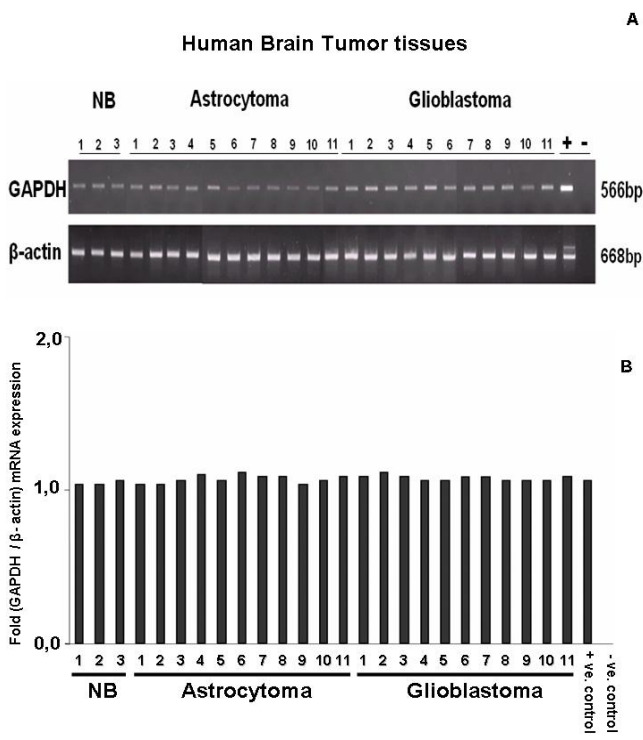 A
Human Brain Tumor tissues
NB Astrocytoma Glioblastoma
1 2 3 1 2 3 4 5 6 7 8 9 10 11 1 2 3 4 5 6 7 8 9 10 11 + -
GAPDH 566bp
β-actin 668bp
B
Fold (GAPDH / β- actin) mRNA expression
2,0
1,0
0,0
1 2 3 1 2 3 4 5 6 7 8 9 10 11 1 2 3 4 5 6 7 8 9 10 11 + ve. control - ve. control
NB Astrocytoma Glioblastoma